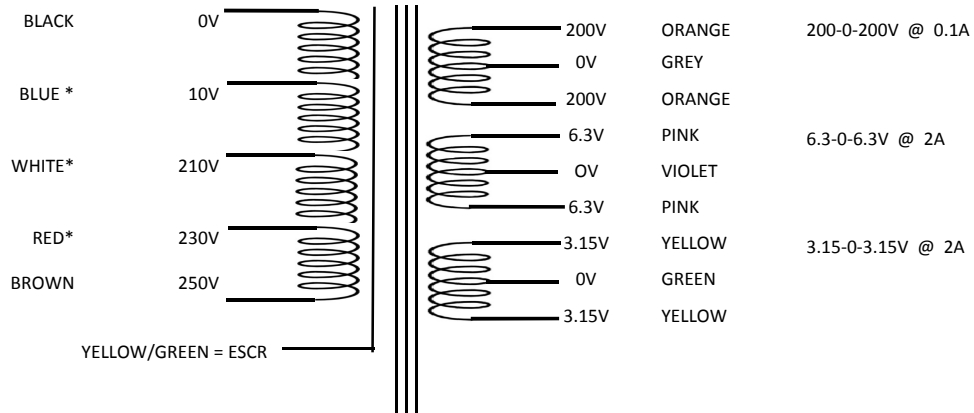 BLACK 0V 200V ORANGE 200-0-200V @ 0.1A
0V GREY
BLUE * 10V 200V ORANGE
6.3V PINK 6.3-0-6.3V @ 2A
WHITE* 210V OV VIOLET
6.3V PINK
RED* 230V 3.15V YELLOW 3.15-0-3.15V @ 2A
BROWN 250V 0V GREEN
3.15V YELLOW
YELLOW/GREEN = ESCR